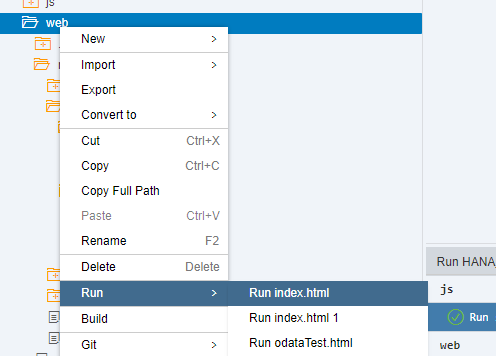 js
web
New >
Import >
Export
Convert to >
Cut Ctrl+X
Copy Ctrl+C
Copy Full Path
Paste Ctrl+V
Rename F2
Delete Delete
Run >
Build
Git >
Run index.html
Run index.html 1
Run odataTest.html
Run HANA
js
Run
web